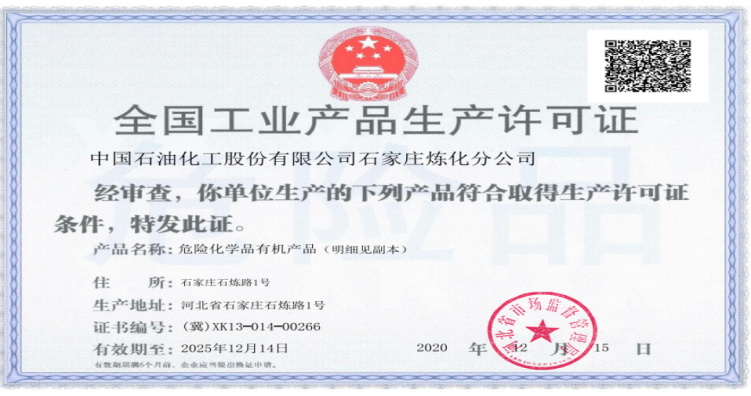 全国工业产品生产许可证
中国石油化工股份有限公司石家庄炼化分公司
经审查，你单位生产的下列产品符合取得生产许可证
条件，特发此证。
危险品
产品名称：危险化学品有机产品（明细见副本）
住 所：石家庄石炼路1号
生产地址：河北省石家庄石炼路1号
证书编号：(冀)XK13-014-00266
有效期至：2025年12月14日
2020 年 12 月 15 日
河北省市场监督管理局
有效期届满6个月前，企业应当提出换证申请。